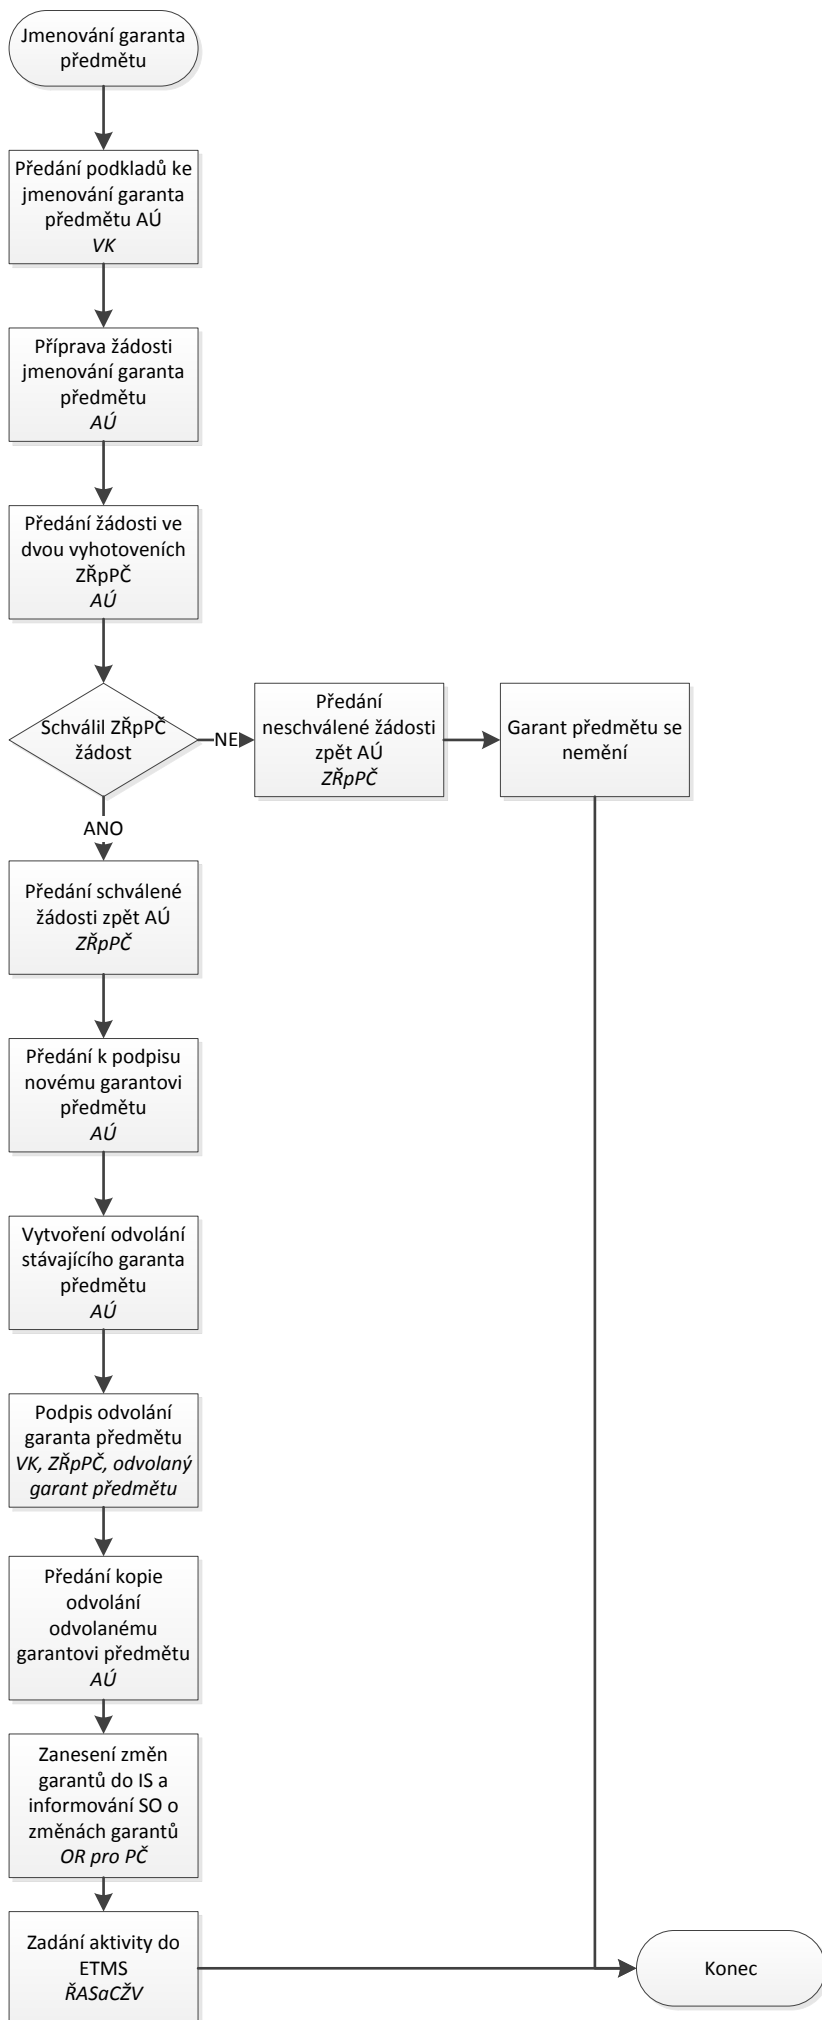 Jmenování garanta
předmětu
Předání podkladů ke
jmenování garanta
předmětu AÚ
VK
Příprava žádosti
jmenování garanta
předmětu
AÚ
Předání žádosti ve
dvou vyhotoveních
ZŘpPČ
AÚ
Schválil ZŘpPČ
žádost
NE
Předání
neschválené žádosti
zpět AÚ
ZŘpPČ
Garant předmětu se
nemění
ANO
Předání schválené
žádosti zpět AÚ
ZŘpPČ
Předání k podpisu
novému garantovi
předmětu
AÚ
Vytvoření odvolání
stávajícího garanta
předmětu
AÚ
Podpis odvolání
garanta předmětu
VK, ZŘpPČ, odvolaný
garant předmětu
Předání kopie
odvolání
odvolanému
garantovi předmětu
AÚ
Zanesení změn
garantů do IS a
informování SO o
změnách garantů
OR pro PČ
Zadání aktivity do
ETMS
ŘASaCŽV
Konec